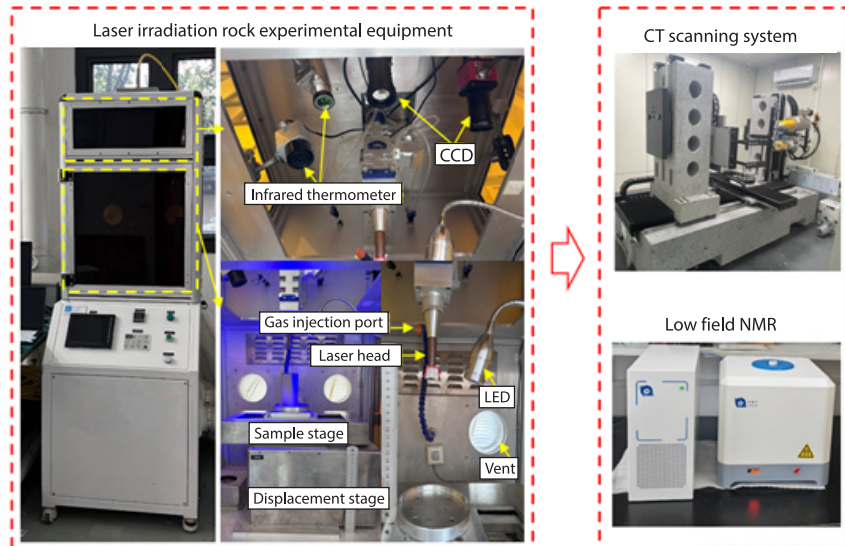 Laser irradiation rock experimental equipment
CCD
Infrared thermometer
Gas injection port
Laser head
LED
Sample stage
Vent
Displacement stage
CT scanning system
Low field NMR